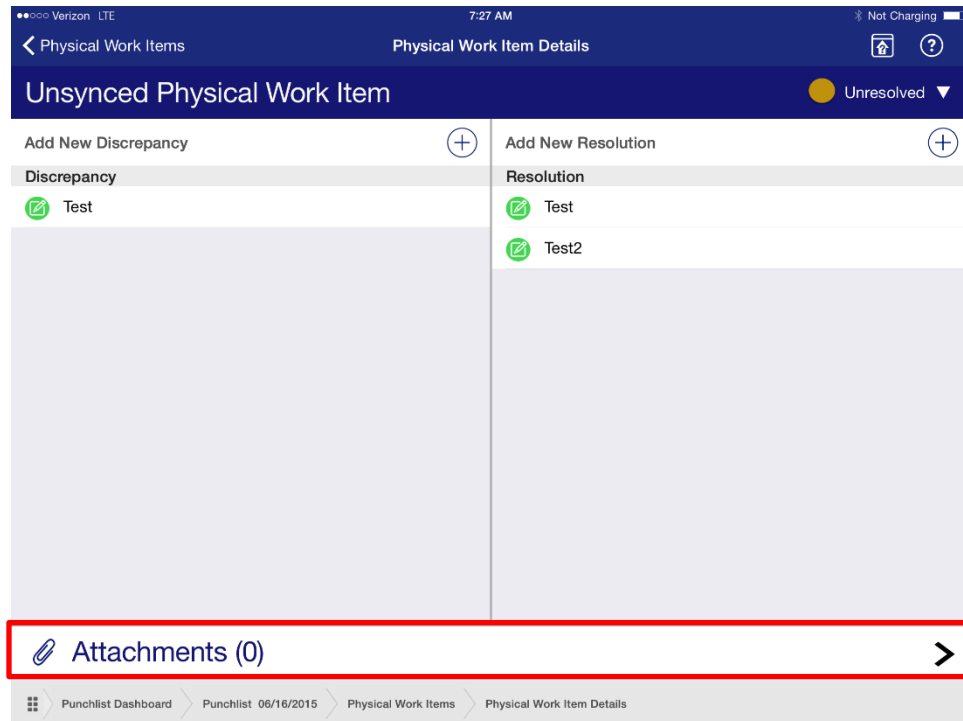 Verizon LTE 7:27 AM Not Charging
Physical Work Items Physical Work Item Details ?
Unsynced Physical Work Item Unresolved
Add New Discrepancy Add New Resolution
Discrepancy Resolution
Test Test
Test2
Attachments (0)
Punchlist Dashboard Punchlist 06/16/2015 Physical Work Items Physical Work Item Details